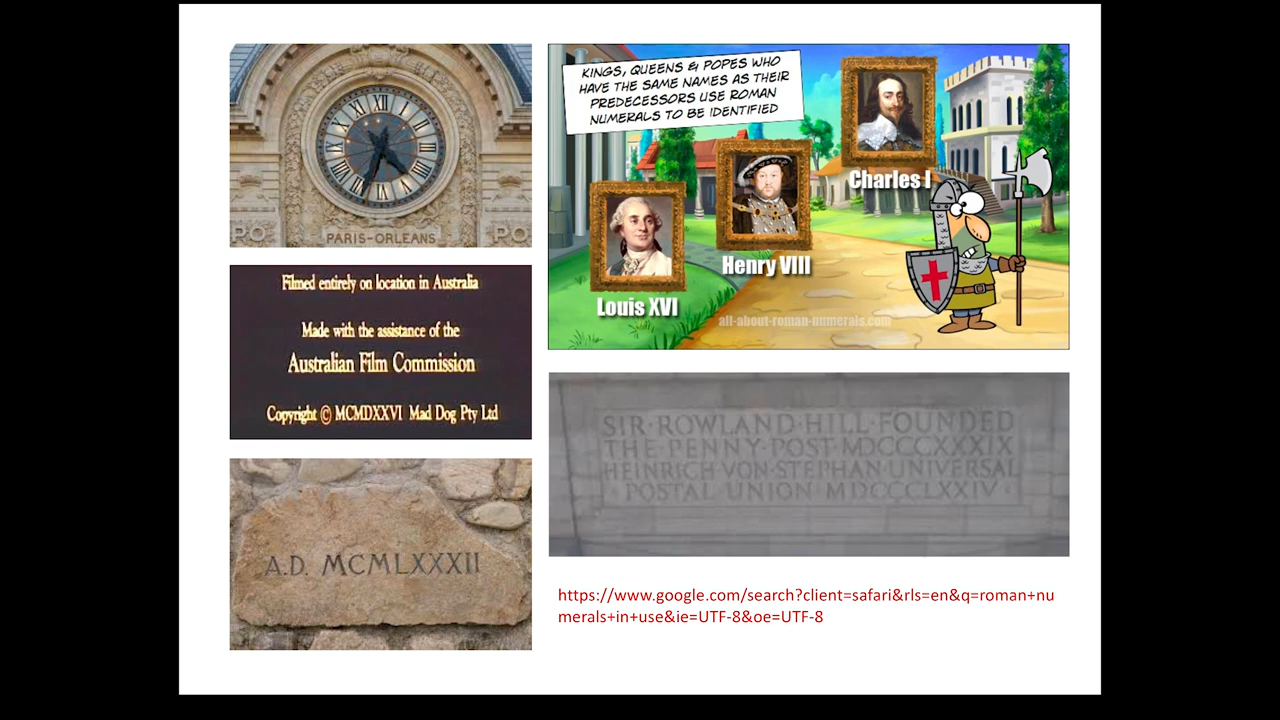 XII
PARIS-ORLEANS
KINGS, QUEENS & POPES WHO
HAVE THE SAME NAMES AS THEIR
PREDECESSORS USE ROMAN
NUMERALS TO BE IDENTIFIED
Charles I
Henry VIII
Louis XVI
all-about-roman-numerals.com
Filmed entirely on location in Australia
Made with the assistance of the
Australian Film Commission
Copyright © MCMDXXVI Mad Dog Pty Ltd
SIR·ROWLAND·HILL·FOUNDED
THE·PENNY·POST·MDCCCXXXIX
HEINRICH VON·STEPHAN·UNIVERSAL
POSTAL UNION MDCCCLXXIV
A.D. MCMLXXXII
https://www.google.com/search?client=safari&rls=en&q=roman+nu
merals+in+use&ie=UTF-8&oe=UTF-8